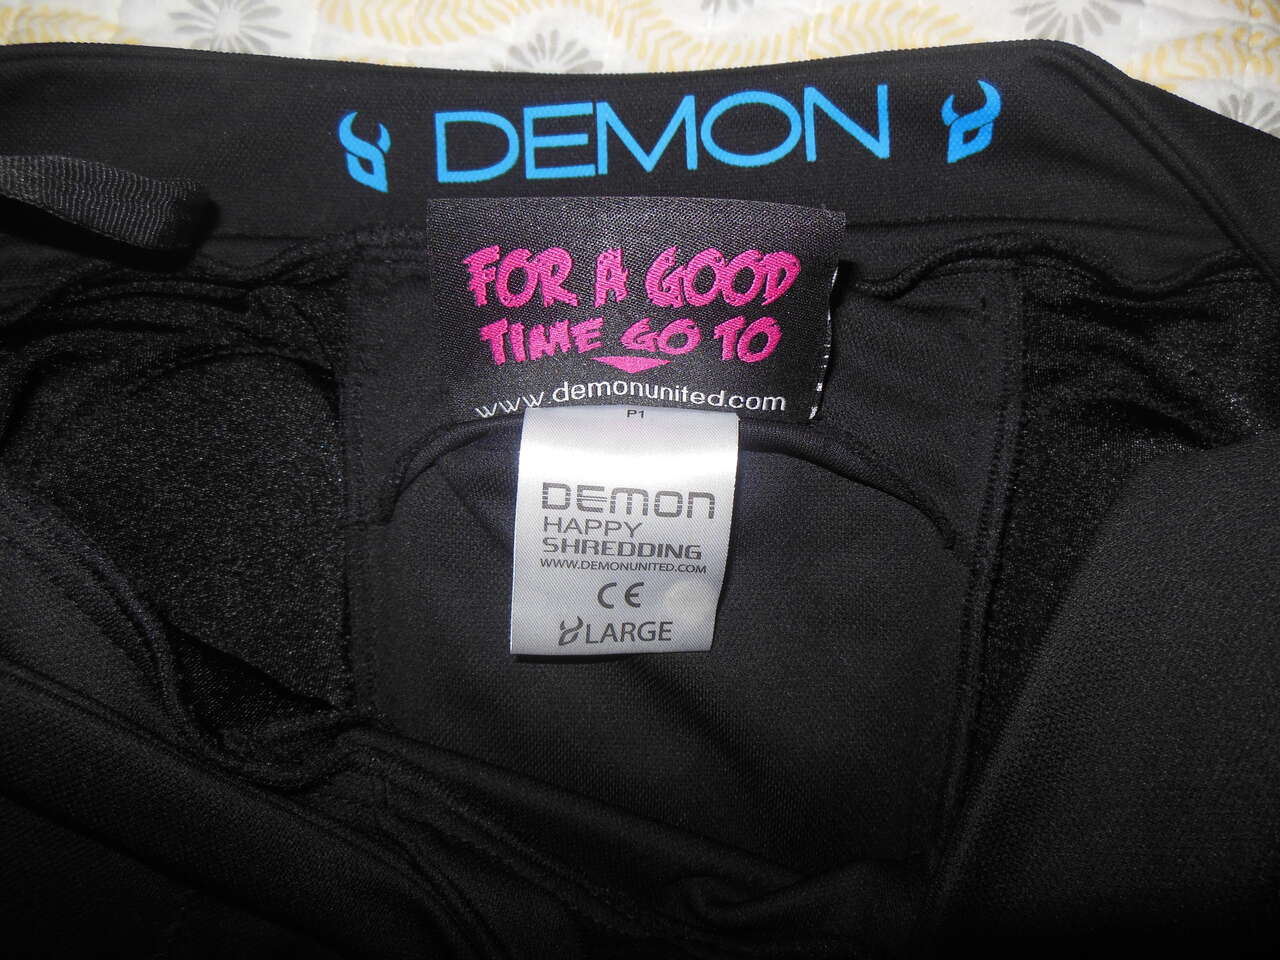 DEMON
FOR A GOOD
TIME GO TO
www.demonunited.com
P1
DEMON
HAPPY
SHREDDING
WWW.DEMONUNITED.COM
CE
LARGE